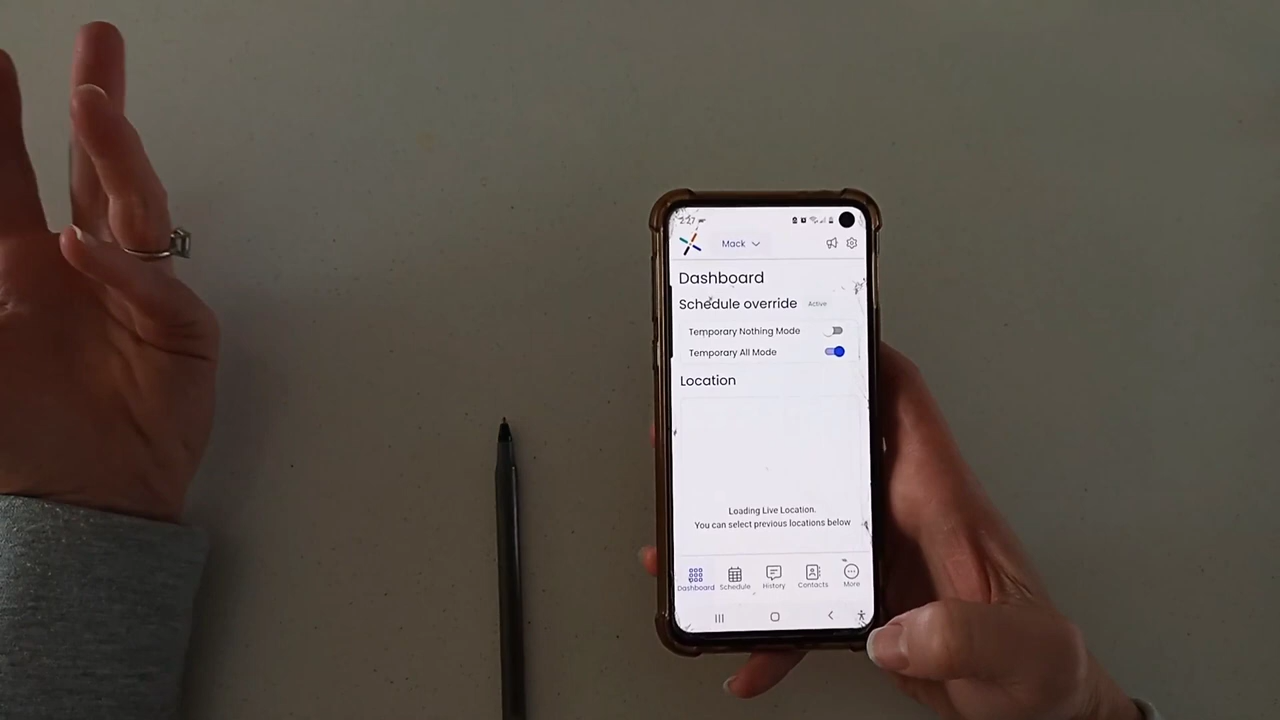 2:27
Mack
Dashboard
Schedule override Active
Temporary Nothing Mode
Temporary All Mode
Location
Loading Live Location.
You can select previous locations below
Dashboard Schedule History Contacts More